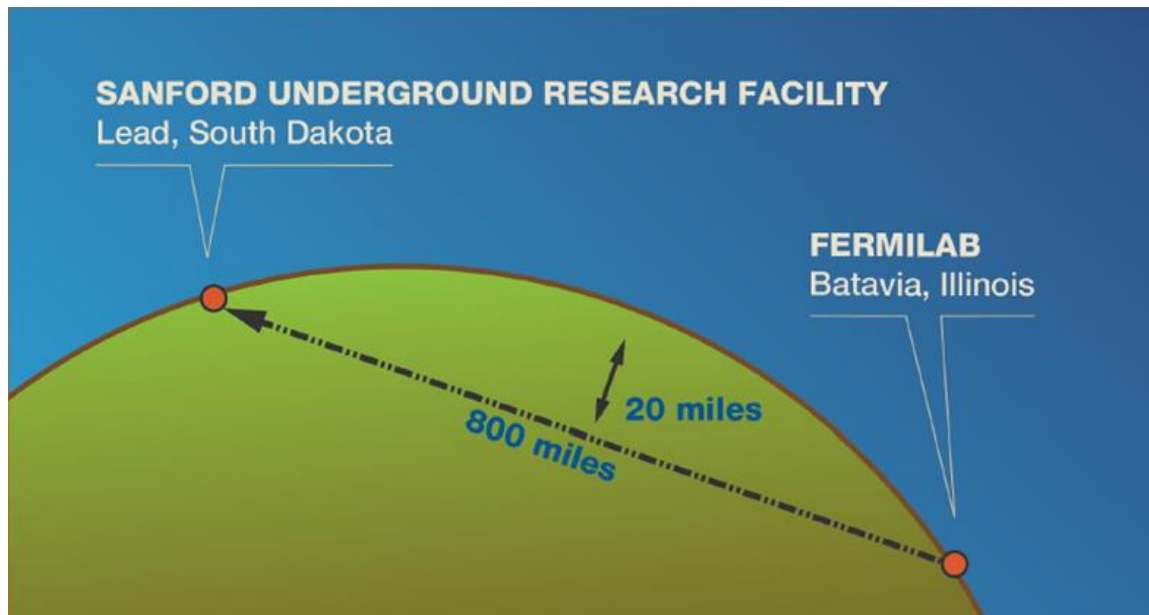 SANFORD UNDERGROUND RESEARCH FACILITY
Lead, South Dakota
FERMILAB
Batavia, Illinois
20 miles
800 miles